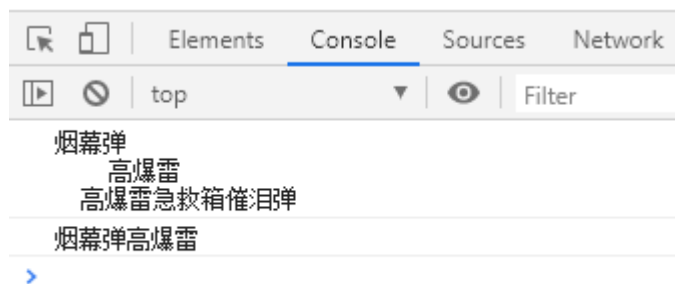 Elements Console Sources Network
top ▼ Filter
烟幕弹
高爆雷
高爆雷急救箱催泪弹
烟幕弹高爆雷
>